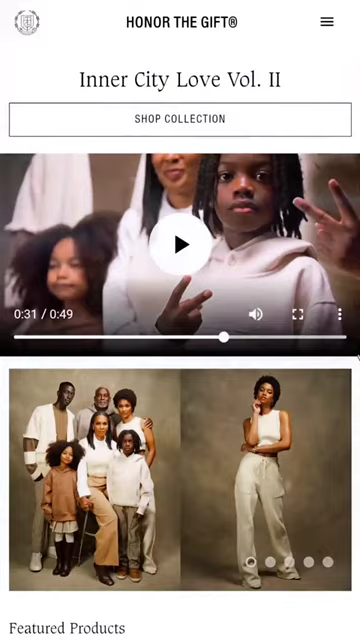 HONOR THE GIFT®
Inner City Love Vol. II
SHOP COLLECTION
0:31 / 0:49
Featured Products